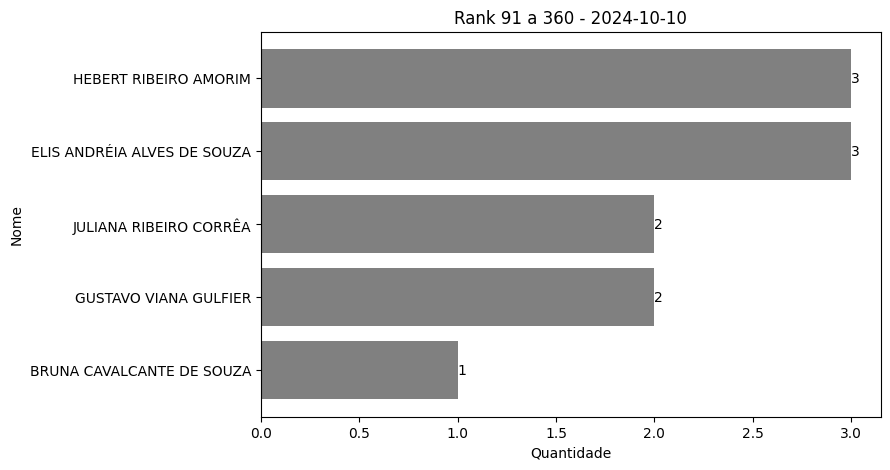 Rank 91 a 360 - 2024-10-10
HEBERT RIBEIRO AMORIM
3
ELIS ANDRÉIA ALVES DE SOUZA
3
JULIANA RIBEIRO CORRÊA
2
GUSTAVO VIANA GULFIER
2
BRUNA CAVALCANTE DE SOUZA
1
Nome
0.0 0.5 1.0 1.5 2.0 2.5 3.0
Quantidade